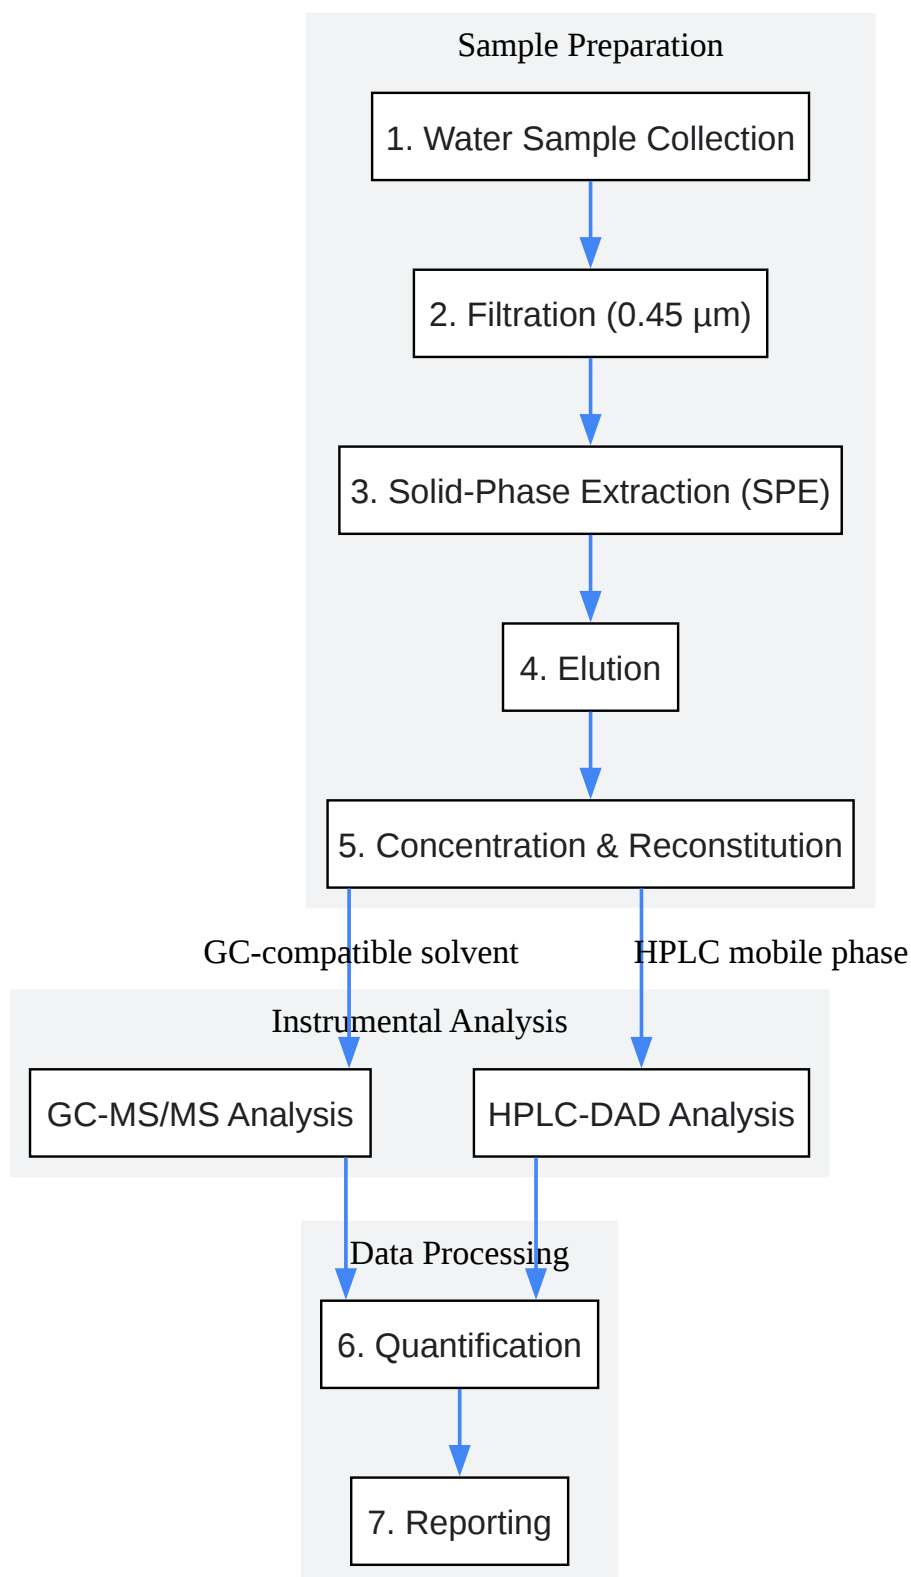 Sample Preparation
1. Water Sample Collection
2. Filtration (0.45 µm)
3. Solid-Phase Extraction (SPE)
4. Elution
5. Concentration & Reconstitution
GC-compatible solvent
HPLC mobile phase
Instrumental Analysis
GC-MS/MS Analysis
HPLC-DAD Analysis
Data Processing
6. Quantification
7. Reporting